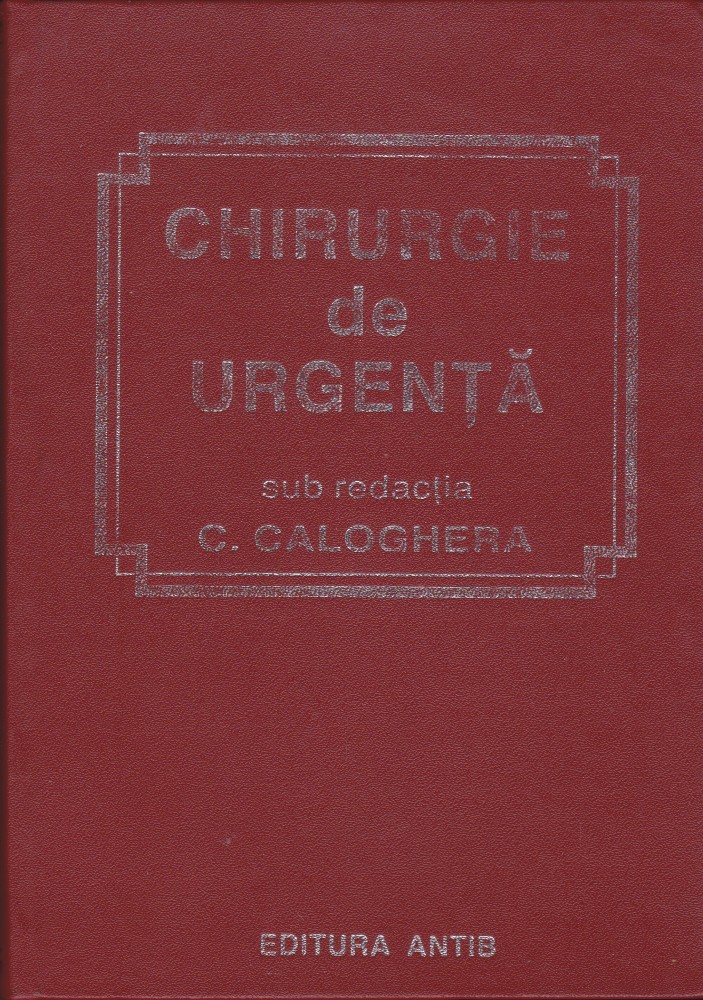 CHIRURGIE
de
URGENȚĂ
sub redacția
C. CALOGHERA
EDITURA ANTIB